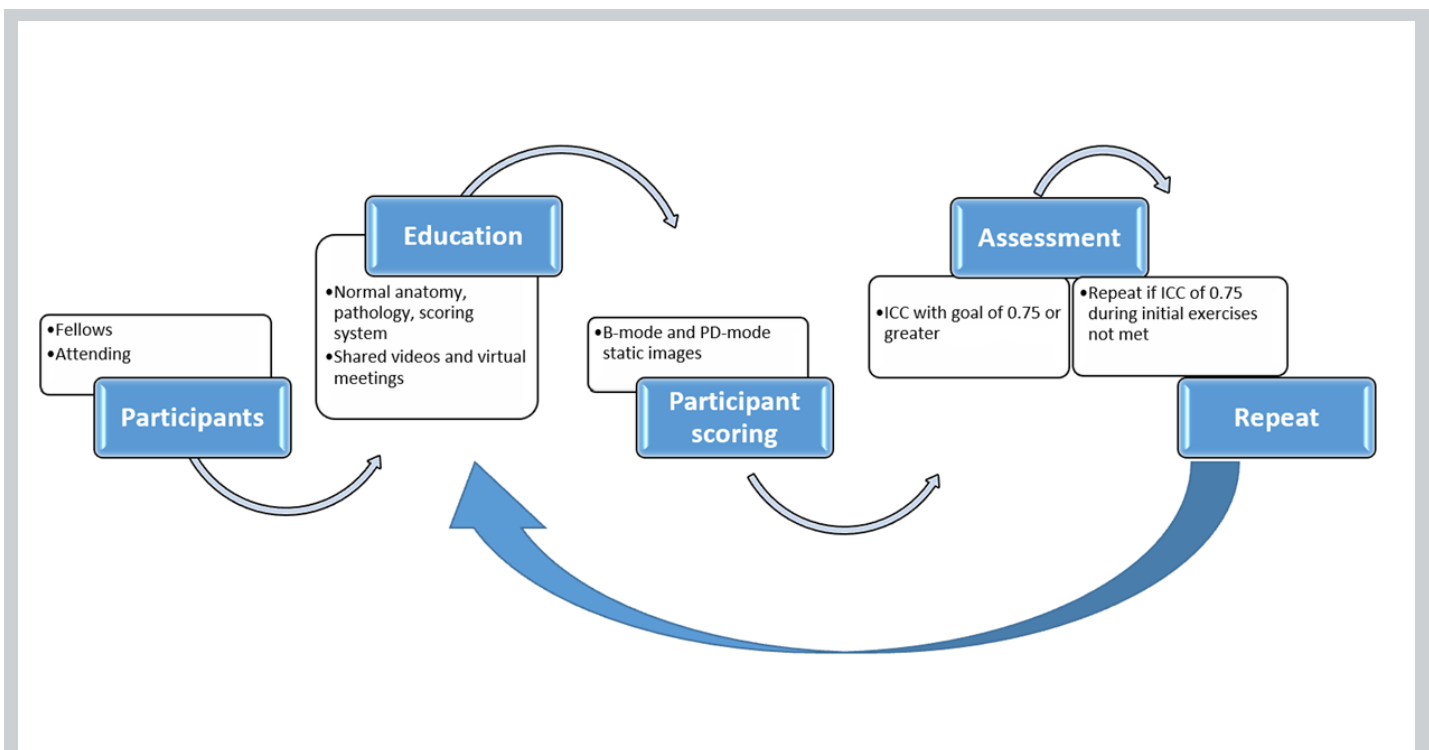 •Fellows
•Attending
Participants
Education
•Normal anatomy,
pathology, scoring
system
•Shared videos and virtual
meetings
•B-mode and PD-mode
static images
Participant
scoring
Assessment
•ICC with goal of 0.75 or
greater
•Repeat if ICC of 0.75
during initial exercises
not met
Repeat